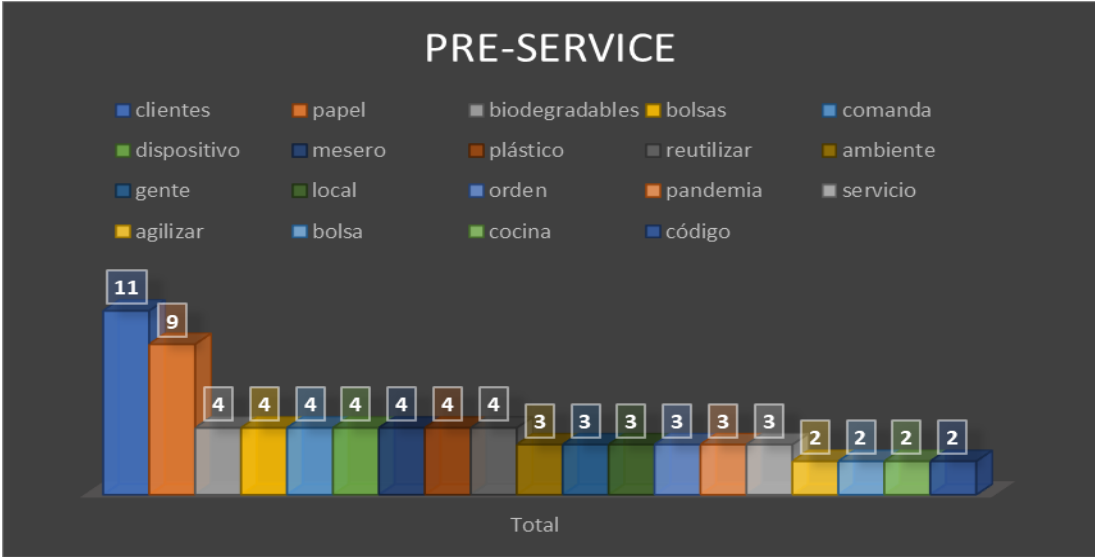 PRE-SERVICE
clientes papel biodegradables bolsas comanda
dispositivo mesero plástico reutilizar ambiente
gente local orden pandemia servicio
agilizar bolsa cocina código
11
9
4 4 4 4 4 4 4
3 3 3 3 3 3
2 2 2 2
Total